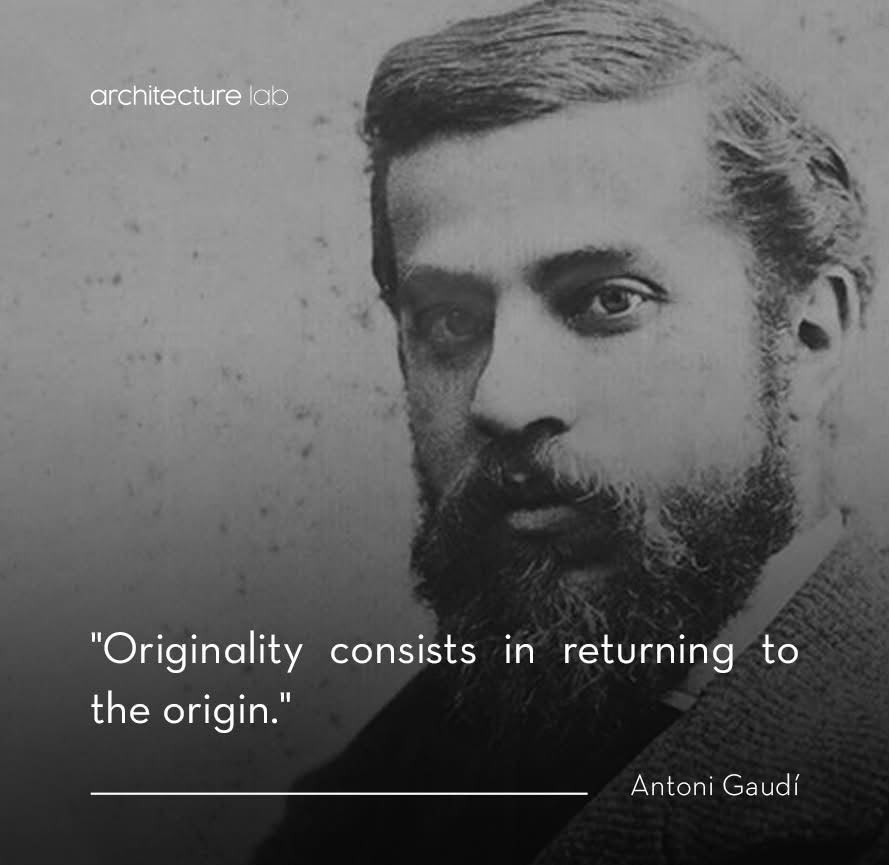 architecture lab
"Originality consists in returning to
the origin."
Antoni Gaudí